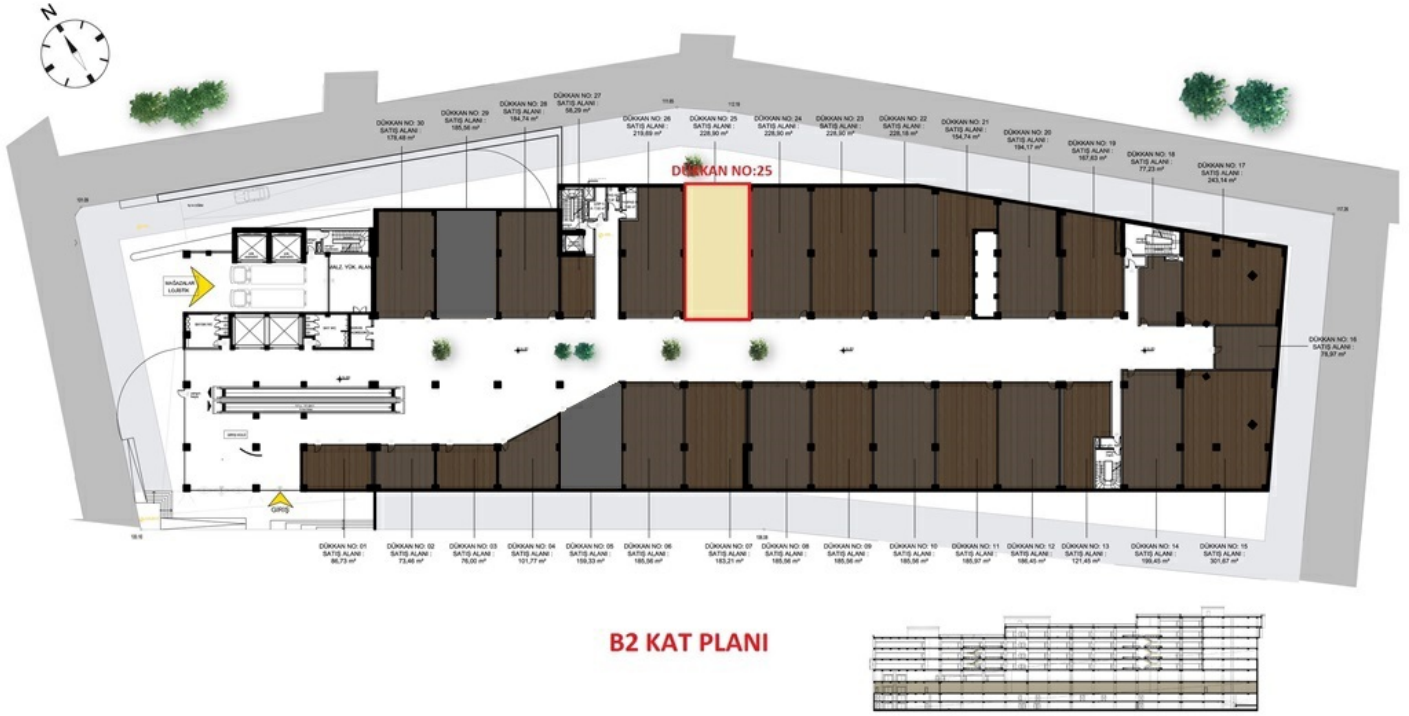 N
DÜKKAN NO: 30
SATIŞ ALANI :
178,48 m²
DÜKKAN NO: 29
SATIŞ ALANI :
185,56 m²
DÜKKAN NO: 28
SATIŞ ALANI :
184,74 m²
DÜKKAN NO: 27
SATIŞ ALANI :
58,29 m²
DÜKKAN NO: 26
SATIŞ ALANI :
219,69 m²
DÜKKAN NO: 25
SATIŞ ALANI :
228,90 m²
DÜKKAN NO: 24
SATIŞ ALANI :
228,90 m²
DÜKKAN NO: 23
SATIŞ ALANI :
228,90 m²
DÜKKAN NO: 22
SATIŞ ALANI :
228,18 m²
DÜKKAN NO: 21
SATIŞ ALANI :
154,74 m²
DÜKKAN NO: 20
SATIŞ ALANI :
194,17 m²
DÜKKAN NO: 19
SATIŞ ALANI :
167,63 m²
DÜKKAN NO: 18
SATIŞ ALANI :
77,23 m²
DÜKKAN NO: 17
SATIŞ ALANI :
243,14 m²
DÜKKAN NO:25
MAĞAZALAR
LOJİSTİK
MALZ. YÜK. ALANI
DÜKKAN NO: 16
SATIŞ ALANI :
78,97 m²
GİRİŞ
DÜKKAN NO: 01
SATIŞ ALANI :
86,73 m²
DÜKKAN NO: 02
SATIŞ ALANI :
73,46 m²
DÜKKAN NO: 03
SATIŞ ALANI :
76,00 m²
DÜKKAN NO: 04
SATIŞ ALANI :
101,77 m²
DÜKKAN NO: 05
SATIŞ ALANI :
159,33 m²
DÜKKAN NO: 06
SATIŞ ALANI :
185,56 m²
DÜKKAN NO: 07
SATIŞ ALANI :
183,21 m²
DÜKKAN NO: 08
SATIŞ ALANI :
185,56 m²
DÜKKAN NO: 09
SATIŞ ALANI :
185,56 m²
DÜKKAN NO: 10
SATIŞ ALANI :
185,56 m²
DÜKKAN NO: 11
SATIŞ ALANI :
185,97 m²
DÜKKAN NO: 12
SATIŞ ALANI :
186,45 m²
DÜKKAN NO: 13
SATIŞ ALANI :
121,45 m²
DÜKKAN NO: 14
SATIŞ ALANI :
199,45 m²
DÜKKAN NO: 15
SATIŞ ALANI :
301,67 m²
B2 KAT PLANI